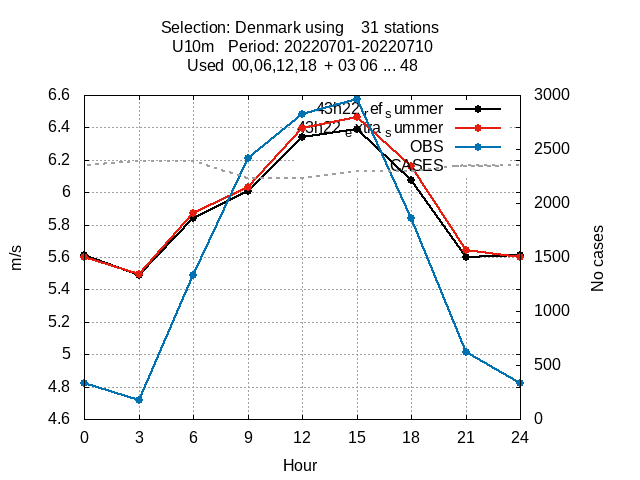 Selection: Denmark using 31 stations
U10m Period: 20220701-20220710
Used 00,06,12,18 + 03 06 ... 48
6.6
6.4
6.2
6
5.8
5.6
5.4
5.2
5
4.8
4.6
m/s
3000
2500
2000
1500
1000
500
0
No cases
43h22refsummer
43h22extrasummer
OBS
CASES
0 3 6 9 12 15 18 21 24
Hour